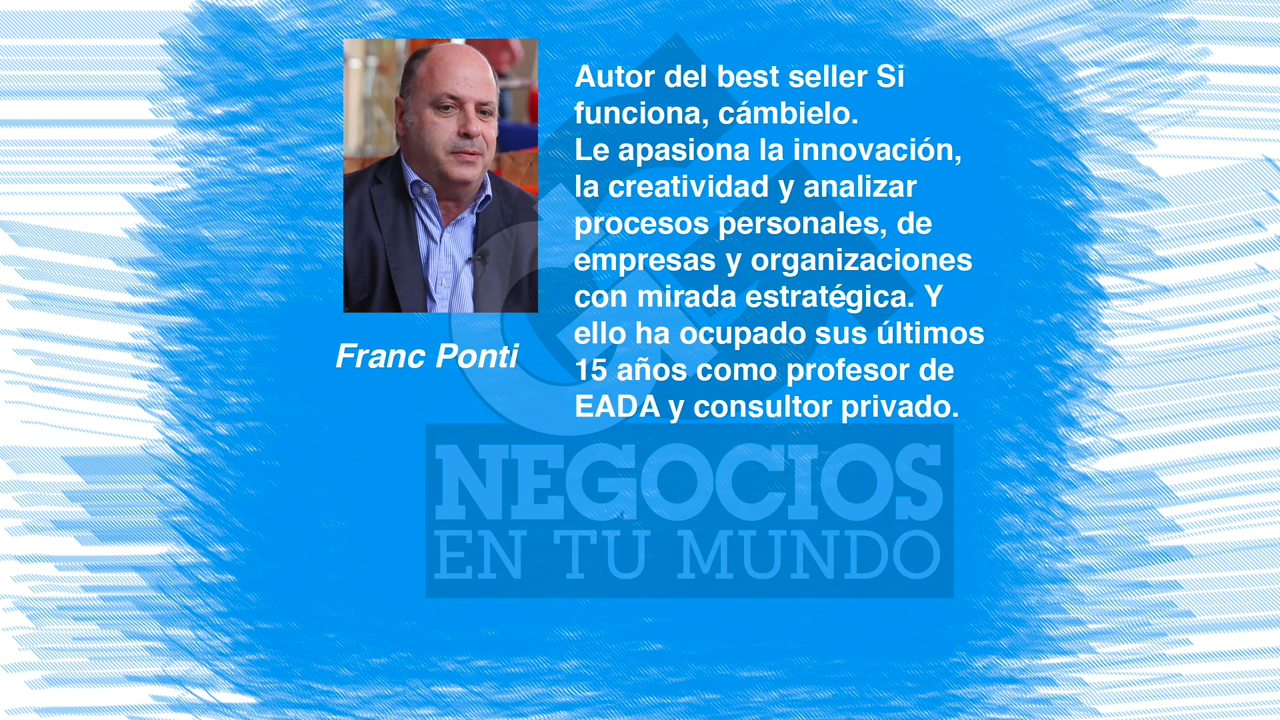 Autor del best seller Si
funciona, cámbielo.
Le apasiona la innovación,
la creatividad y analizar
procesos personales, de
empresas y organizaciones
con mirada estratégica. Y
ello ha ocupado sus últimos
15 años como profesor de
EADA y consultor privado.
Franc Ponti
NEGOCIOS
EN TU MUNDO